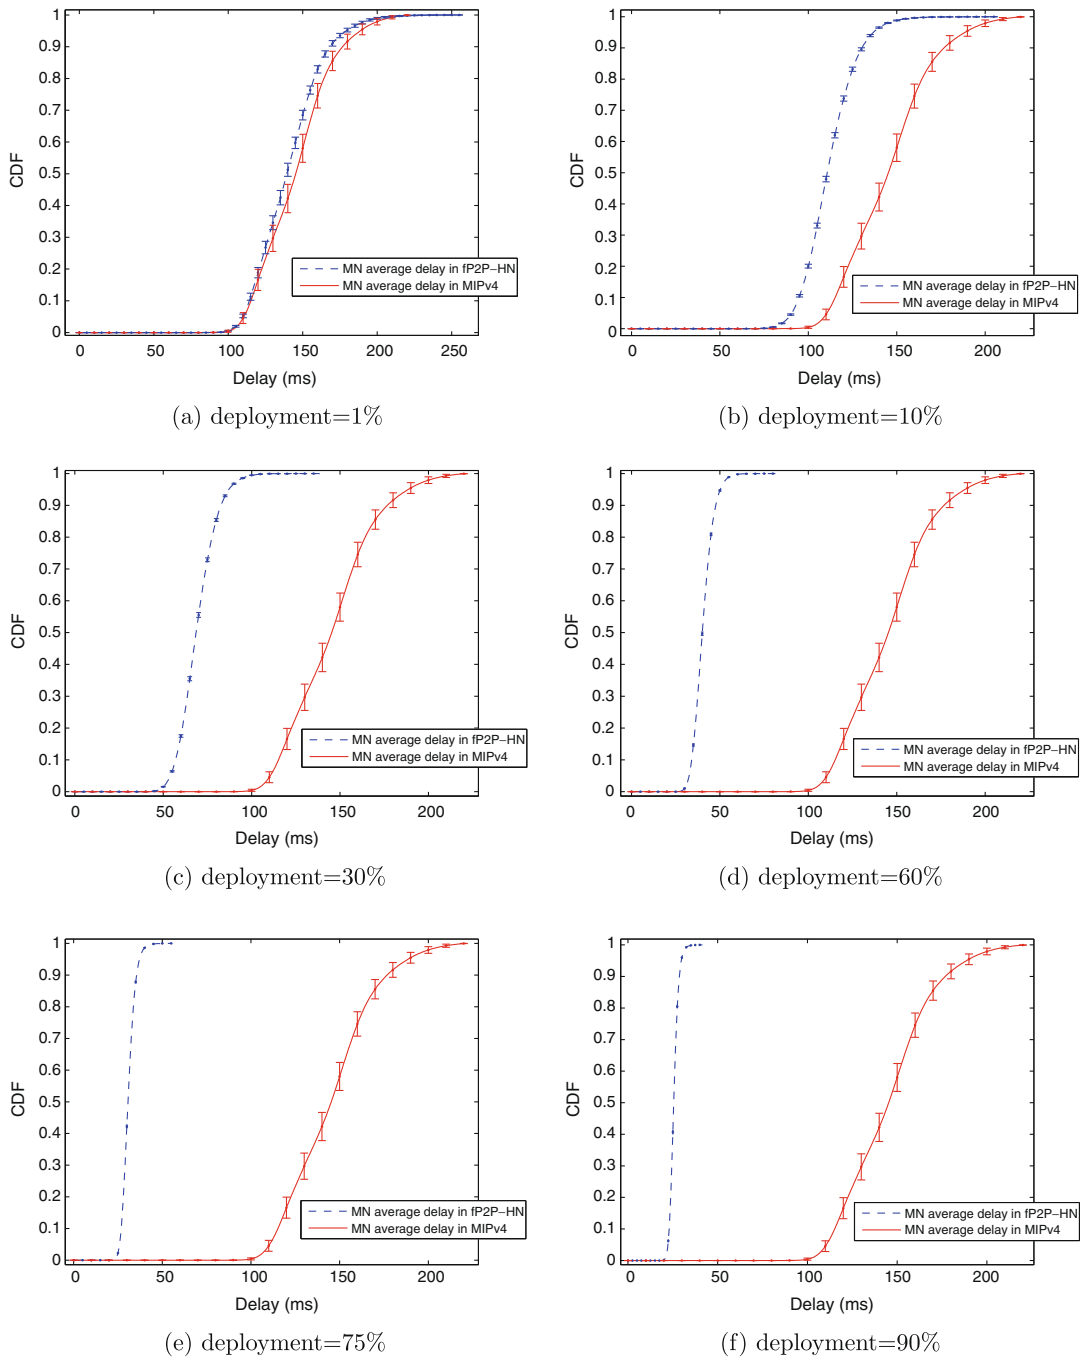 1
0.9
0.8
0.7
0.6
0.5
0.4
0.3
0.2
0.1
0
CDF
0 50 100 150 200 250
Delay (ms)
MN average delay in fP2P−HN
MN average delay in MIPv4
(a) deployment=1%
1
0.9
0.8
0.7
0.6
0.5
0.4
0.3
0.2
0.1
0
CDF
0 50 100 150 200
Delay (ms)
MN average delay in fP2P−HN
MN average delay in MIPv4
(b) deployment=10%
1
0.9
0.8
0.7
0.6
0.5
0.4
0.3
0.2
0.1
0
CDF
0 50 100 150 200
Delay (ms)
MN average delay in fP2P−HN
MN average delay in MIPv4
(c) deployment=30%
1
0.9
0.8
0.7
0.6
0.5
0.4
0.3
0.2
0.1
0
CDF
0 50 100 150 200
Delay (ms)
MN average delay in fP2P−HN
MN average delay in MIPv4
(d) deployment=60%
1
0.9
0.8
0.7
0.6
0.5
0.4
0.3
0.2
0.1
0
CDF
0 50 100 150 200
Delay (ms)
MN average delay in fP2P−HN
MN average delay in MIPv4
(e) deployment=75%
1
0.9
0.8
0.7
0.6
0.5
0.4
0.3
0.2
0.1
0
CDF
0 50 100 150 200
Delay (ms)
MN average delay in fP2P−HN
MN average delay in MIPv4
(f) deployment=90%